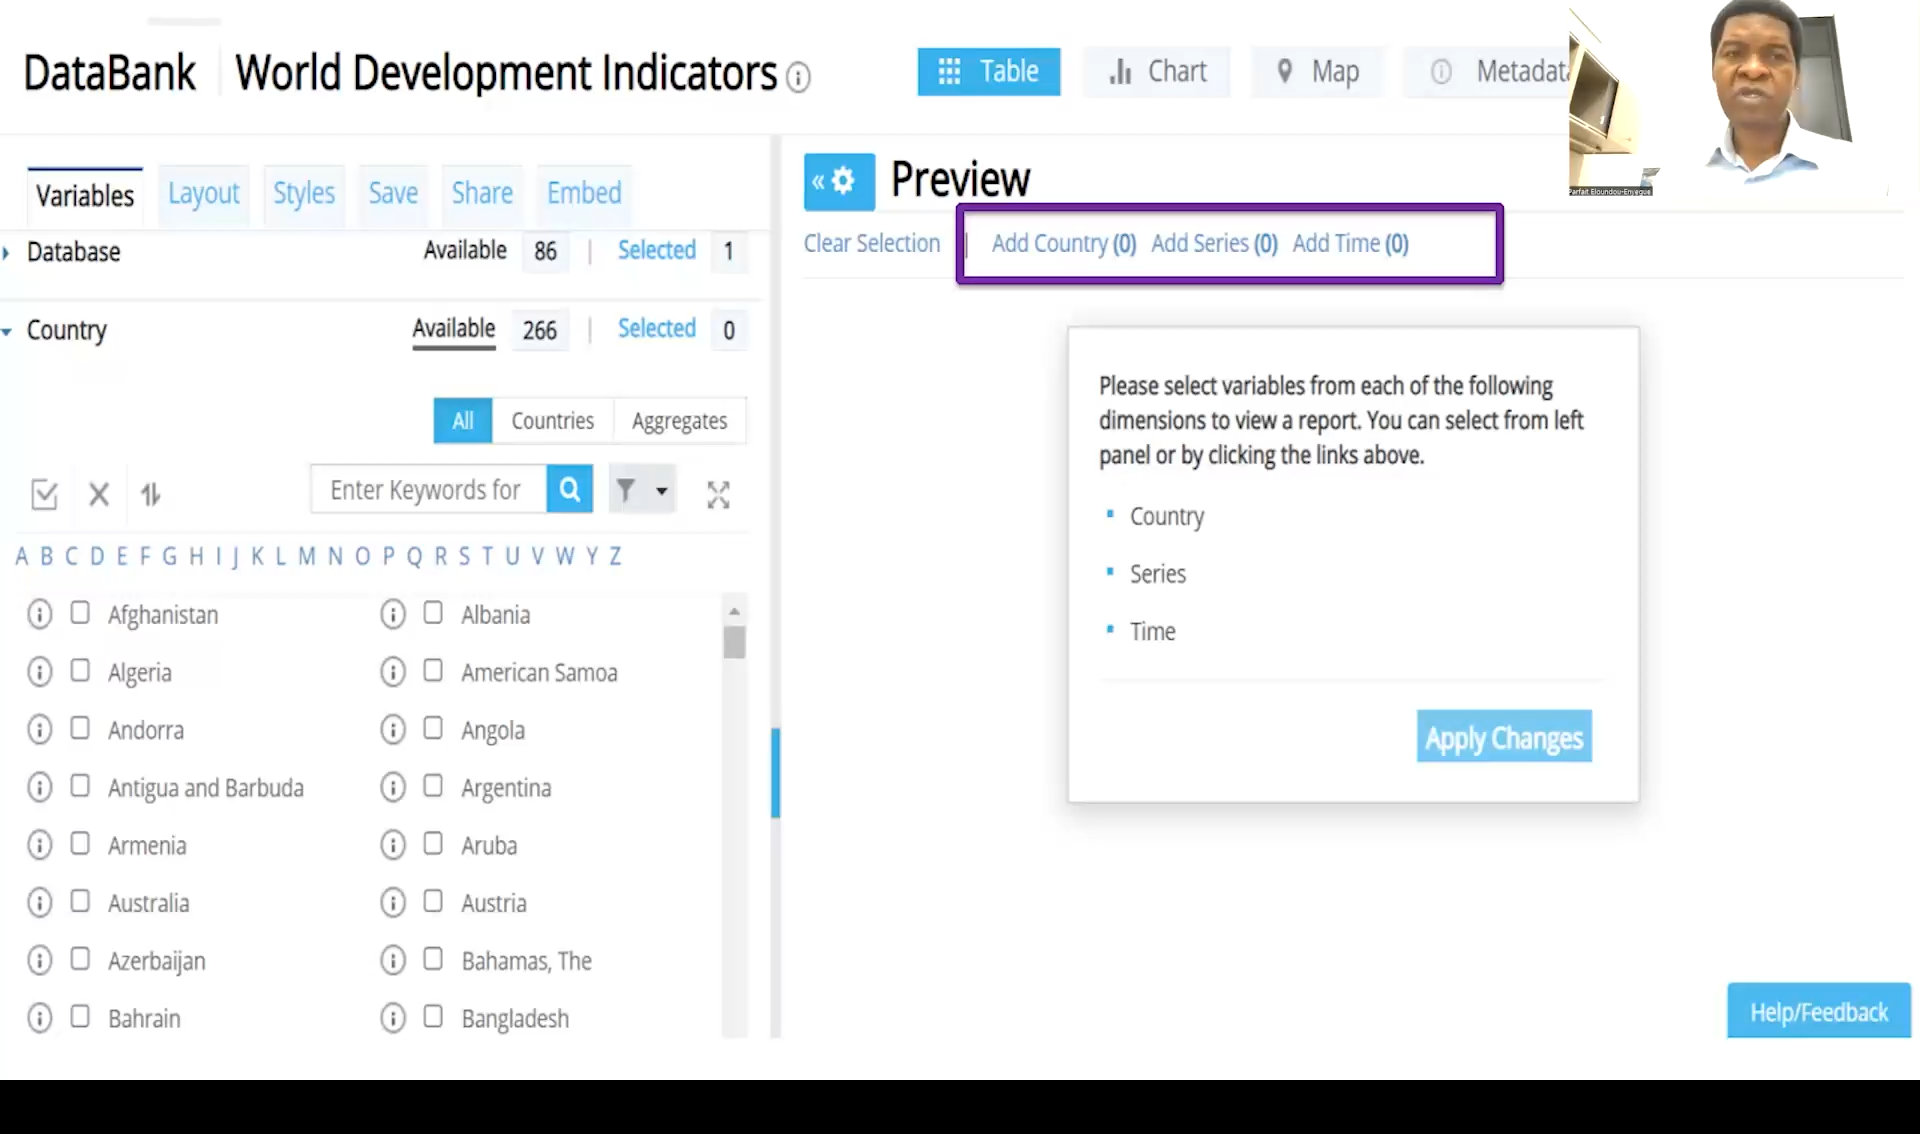 DataBank World Development Indicators
Table Chart Map Metadata
Parfait Eloundou-Enyegue
Variables Layout Styles Save Share Embed
Database Available 86 | Selected 1
Country Available 266 | Selected 0
All Countries Aggregates
Enter Keywords for
A B C D E F G H I J K L M N O P Q R S T U V W Y Z
Afghanistan Albania
Algeria American Samoa
Andorra Angola
Antigua and Barbuda Argentina
Armenia Aruba
Australia Austria
Azerbaijan Bahamas, The
Bahrain Bangladesh
« Preview
Clear Selection | Add Country (0) Add Series (0) Add Time (0)
Please select variables from each of the following
dimensions to view a report. You can select from left
panel or by clicking the links above.
Country
Series
Time
Apply Changes
Help/Feedback